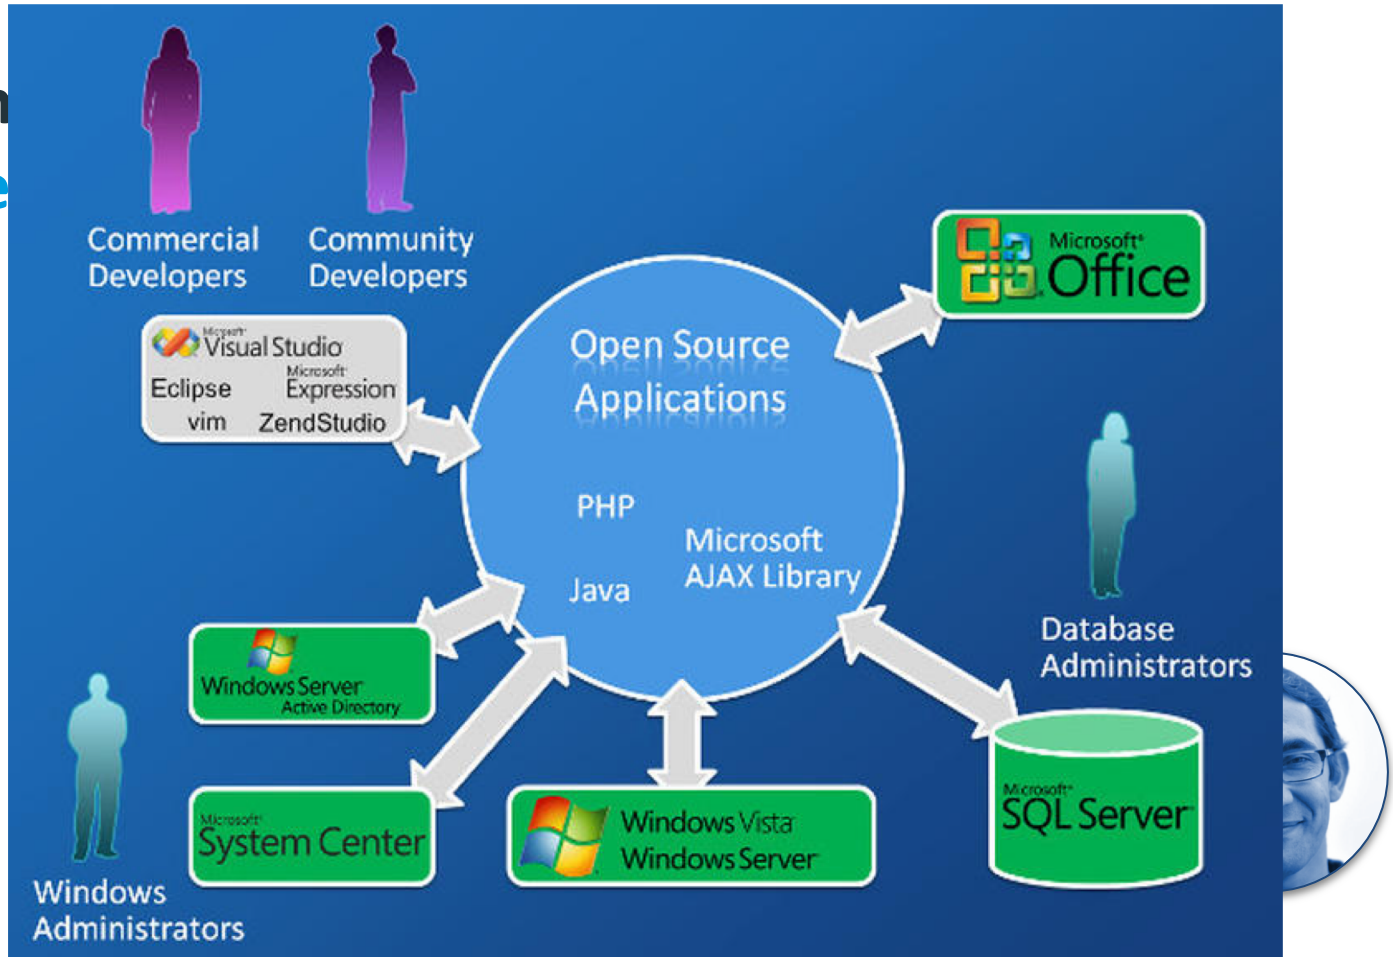 Commercial
Developers
Community
Developers
Microsoft®
Office
Microsoft®
Visual Studio
Eclipse
Microsoft®
Expression
vim
ZendStudio
Open Source
Applications
PHP
Microsoft
AJAX Library
Java
Database
Administrators
Windows Server
Active Directory
Microsoft®
System Center
Windows Vista
Windows Server
Microsoft®
SQL Server
Windows
Administrators